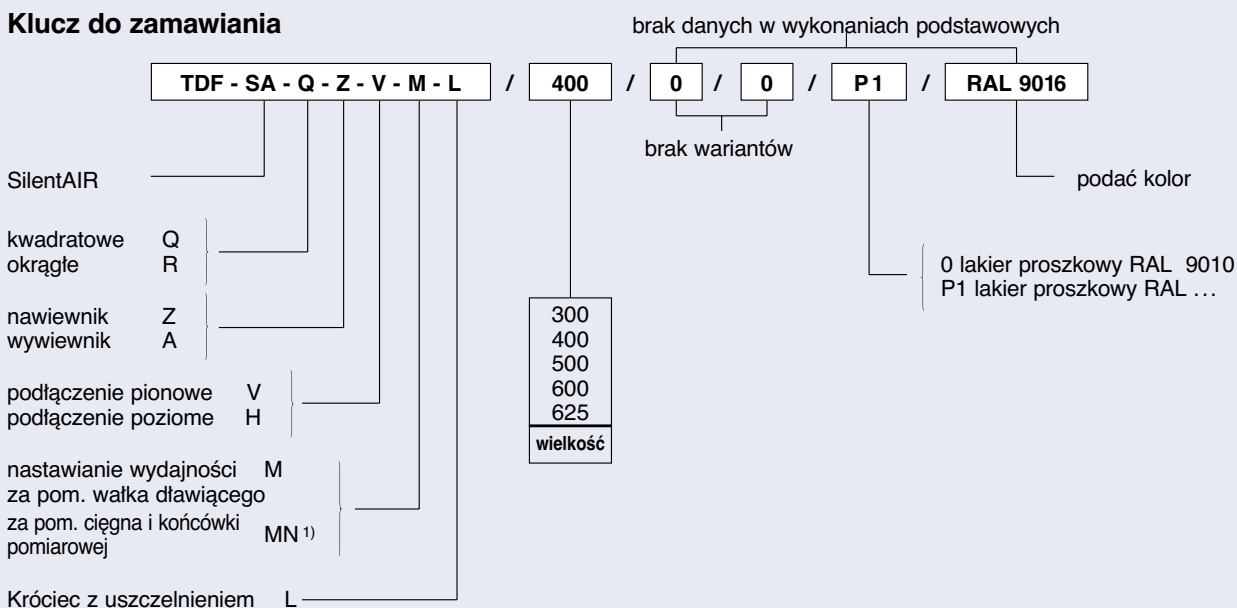 Klucz do zamawiania
brak danych w wykonaniach podstawowych
TDF - SA - Q - Z - V - M - L / 400 / 0 / 0 / P1 / RAL 9016
brak wariantów
SilentAIR
podać kolor
kwadratowe Q
okrągłe R
0 lakier proszkowy RAL 9010
P1 lakier proszkowy RAL ...
nawiewnik Z
wywiewnik A
300
400
500
600
625
wielkość
podłączenie pionowe V
podłączenie poziome H
nastawianie wydajności M
za pom. wałka dławiącego
za pom. cięgna i końcówki
pomiarowej MN 1)
Króciec z uszczelnieniem L